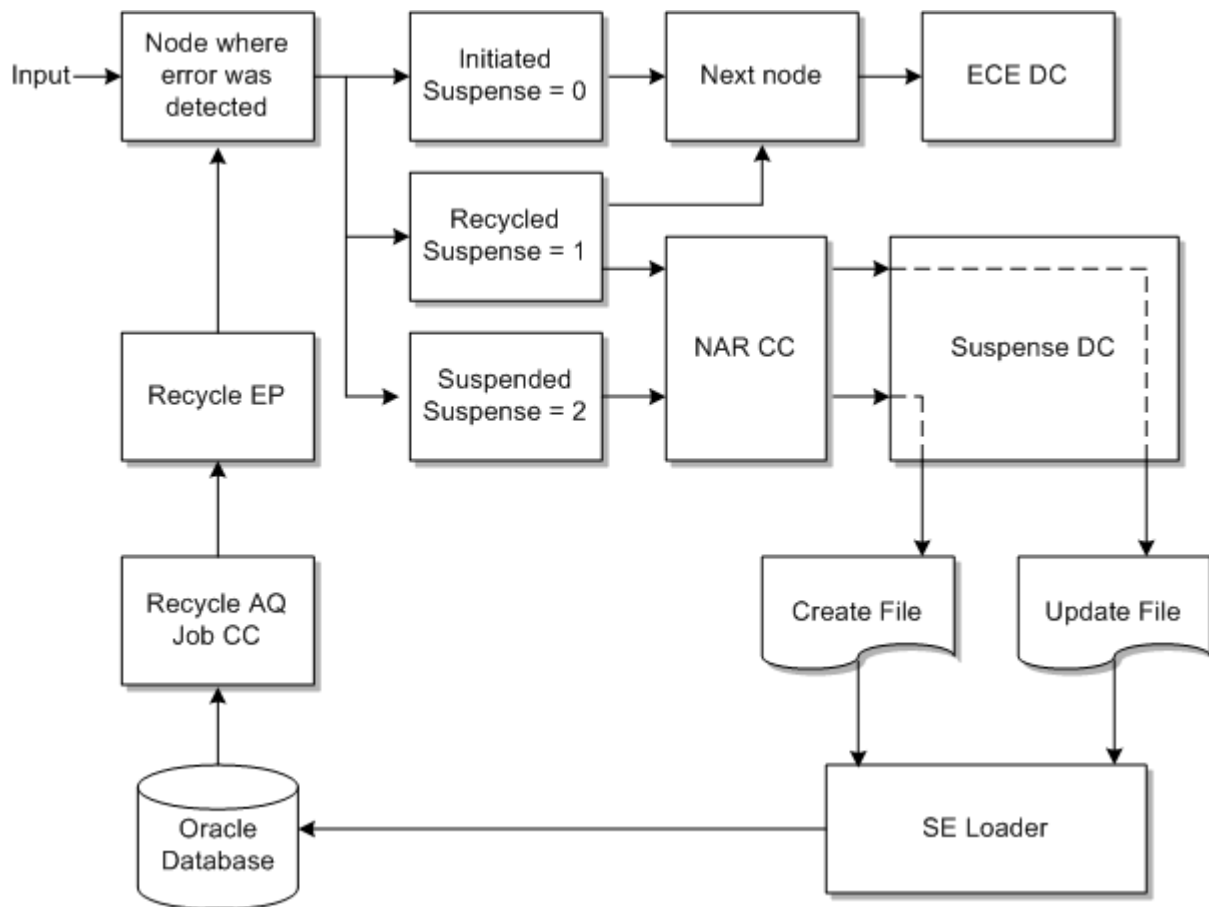 Input
Node where
error was
detected
Initiated
Suspense = 0
Next node
ECE DC
Recycled
Suspense = 1
NAR CC
Suspense DC
Recycle EP
Suspended
Suspense = 2
Recycle AQ
Job CC
Create File
Update File
Oracle
Database
SE Loader